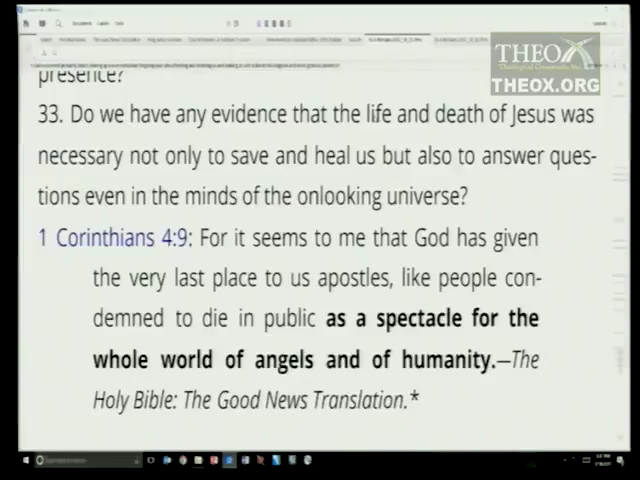 THEOX
THEOX.ORG
presence?
33. Do we have any evidence that the life and death of Jesus was
necessary not only to save and heal us but also to answer ques-
tions even in the minds of the onlooking universe?
1 Corinthians 4:9: For it seems to me that God has given
the very last place to us apostles, like people con-
demned to die in public as a spectacle for the
whole world of angels and of humanity.—The
Holy Bible: The Good News Translation.*